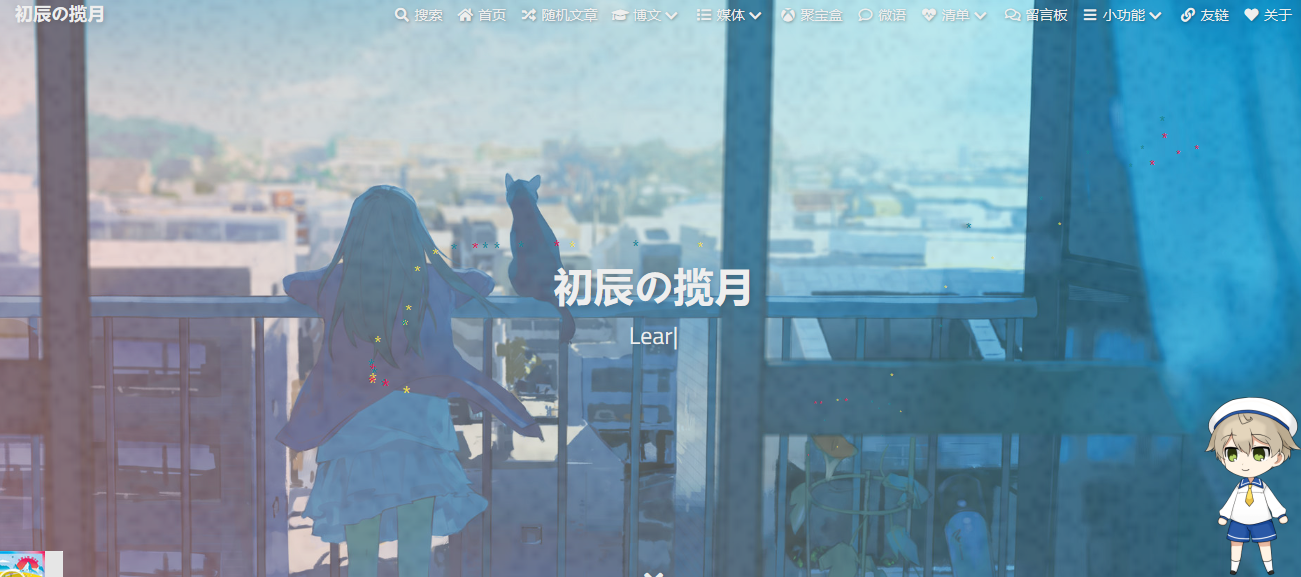 初辰の揽月
搜索 首页 随机文章 博文 媒体 聚宝盒 微语 清单 留言板 小功能 友链 关于
初辰の揽月
Lear|